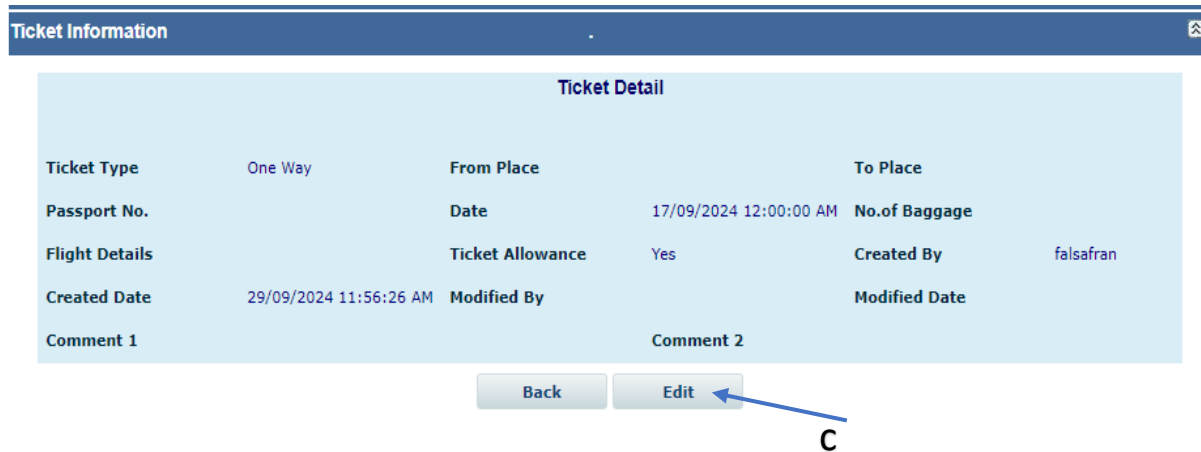 Ticket Information .
Ticket Detail
Ticket Type One Way From Place To Place
Passport No. Date 17/09/2024 12:00:00 AM No.of Baggage
Flight Details Ticket Allowance Yes Created By falsafran
Created Date 29/09/2024 11:56:26 AM Modified By Modified Date
Comment 1 Comment 2
Back Edit
C